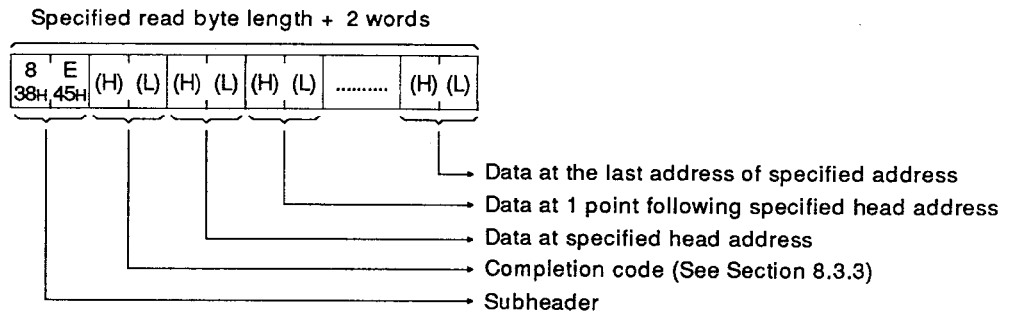 Specified read byte length + 2 words
8 E (H) (L) (H) (L) (H) (L) .......... (H) (L)
38H 45H
Data at the last address of specified address
Data at 1 point following specified head address
Data at specified head address
Completion code (See Section 8.3.3)
Subheader